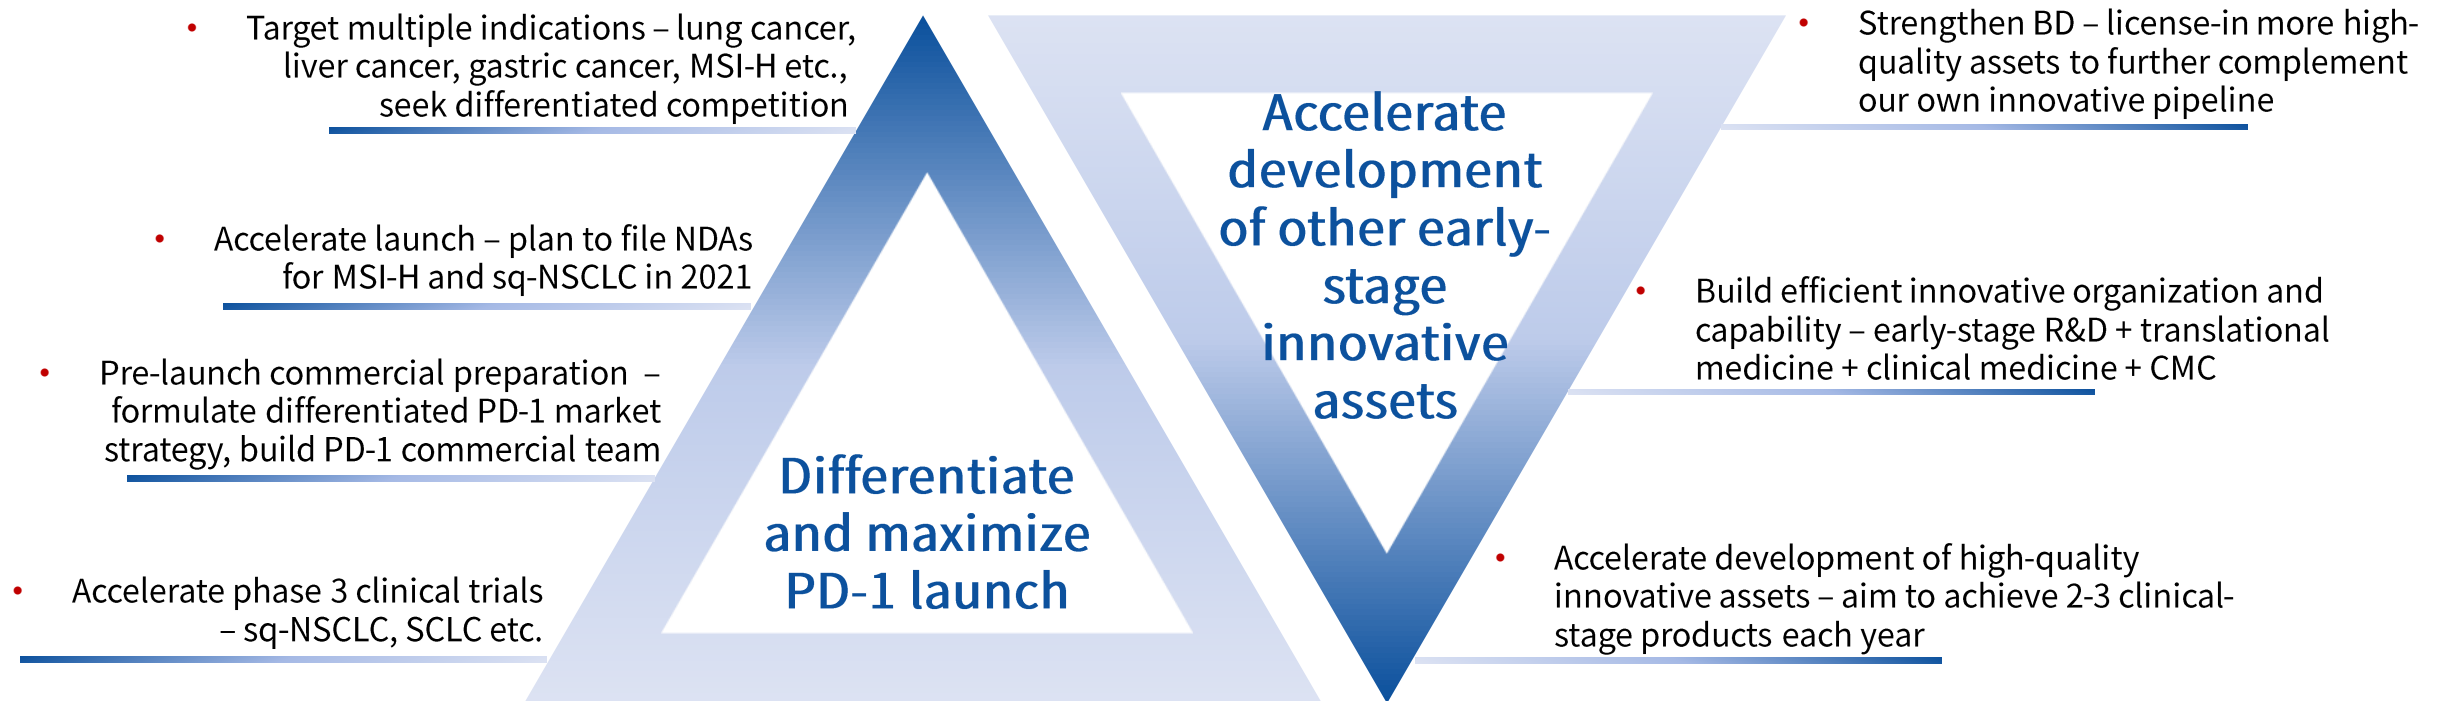 • Target multiple indications – lung cancer,
liver cancer, gastric cancer, MSI-H etc.,
seek differentiated competition
• Accelerate launch – plan to file NDAs
for MSI-H and sq-NSCLC in 2021
• Pre-launch commercial preparation –
formulate differentiated PD-1 market
strategy, build PD-1 commercial team
• Accelerate phase 3 clinical trials
– sq-NSCLC, SCLC etc.
Differentiate
and maximize
PD-1 launch
Accelerate
development
of other early-
stage
innovative
assets
• Strengthen BD – license-in more high-
quality assets to further complement
our own innovative pipeline
• Build efficient innovative organization and
capability – early-stage R&D + translational
medicine + clinical medicine + CMC
• Accelerate development of high-quality
innovative assets – aim to achieve 2-3 clinical-
stage products each year